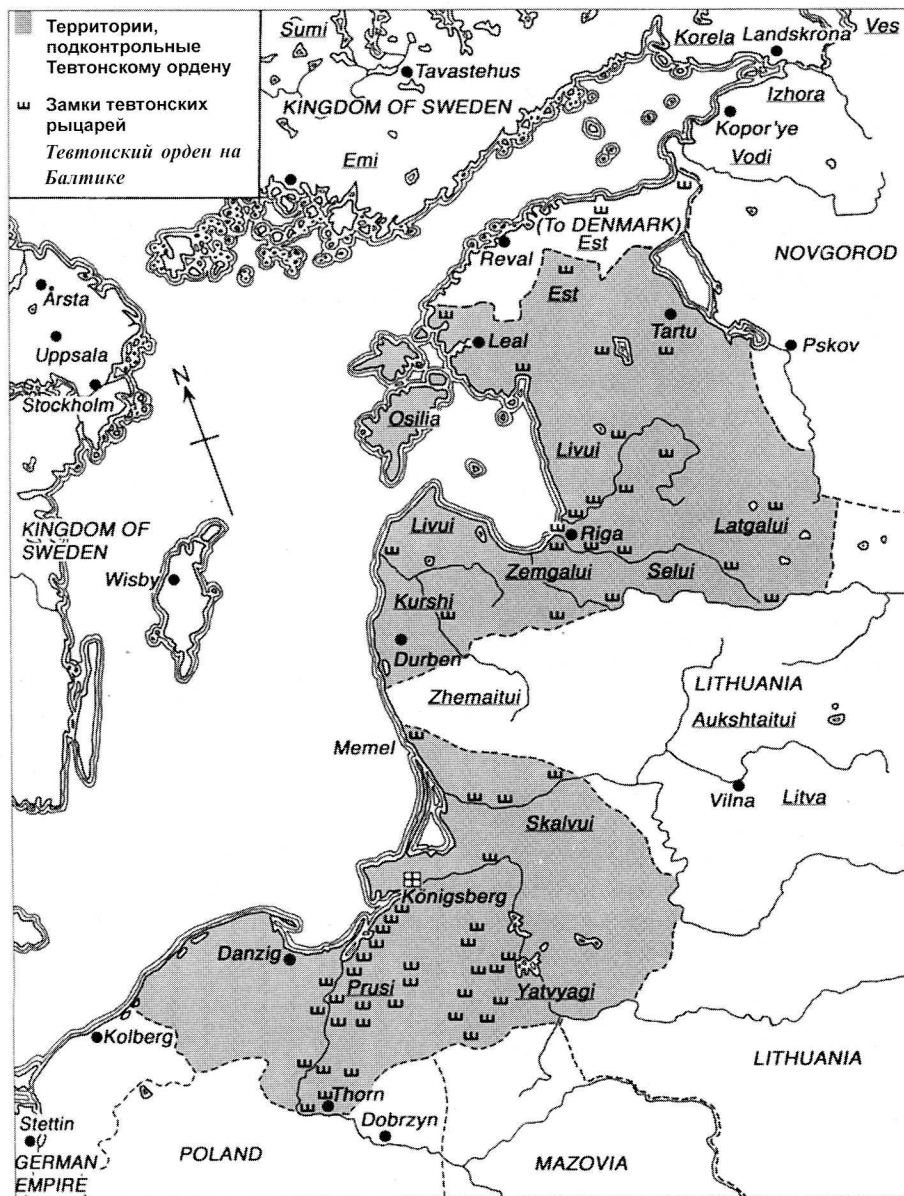 Территории,
подконтрольные
Тевтонскому ордену
Замки тевтонских
рыцарей
Тевтонский орден на
Балтике
Sumi
Korela
Landskrona
Ves
Tavastehus
KINGDOM OF SWEDEN
Izhora
Kopor'ye
Vodi
Emi
(To DENMARK)
Est
Reval
NOVGOROD
Est
Årsta
Tartu
Uppsala
Leal
Pskov
Stockholm
N
Osilia
Livui
KINGDOM OF
SWEDEN
Livui
Riga
Latgalui
Wisby
Zemgalui
Selui
Kurshi
Durben
Zhemaitui
LITHUANIA
Aukshtaitui
Memel
Vilna
Litva
Skalvui
Königsberg
Danzig
Prusi
Yatvyagi
Kolberg
LITHUANIA
Thorn
Stettin
Dobrzyn
GERMAN
EMPIRE
POLAND
MAZOVIA